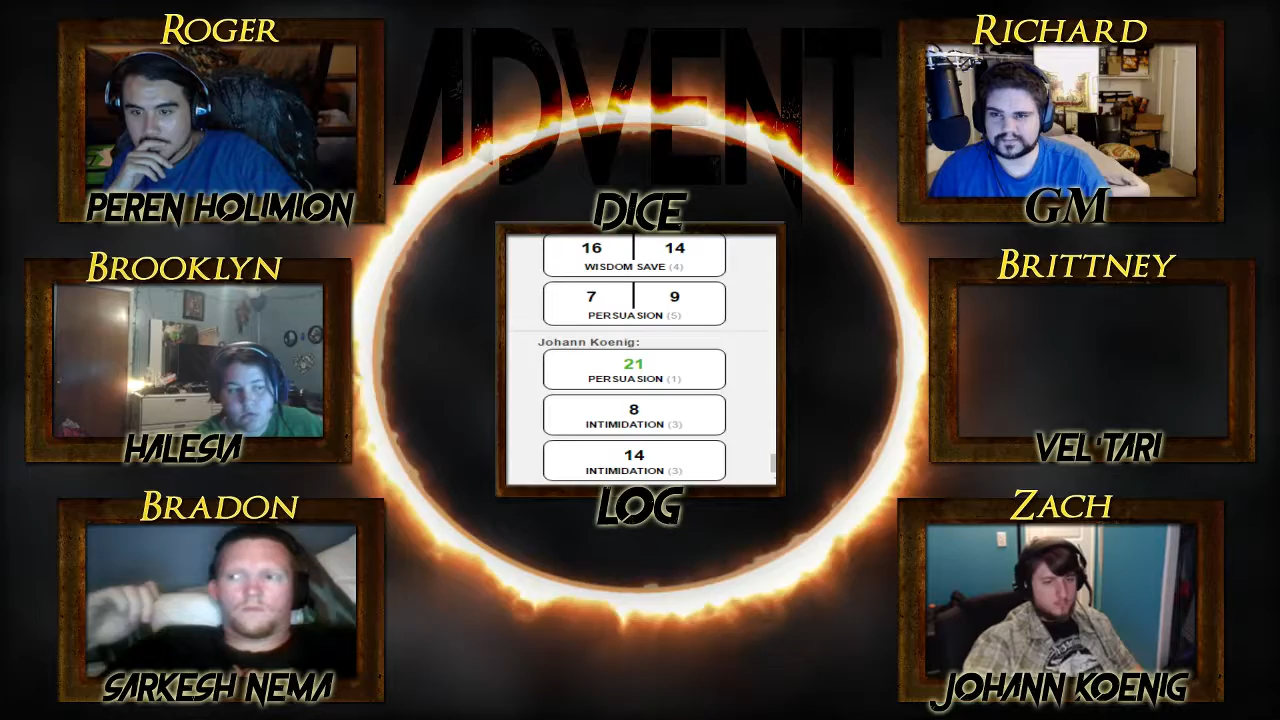 ADVENT
ROGER
PEREN HOLIMION
RICHARD
GM
BROOKLYN
HALESIA
BRITTNEY
VEL'TARI
BRADON
SARKESH NEMA
ZACH
JOHANN KOENIG
DICE
16 14
WISDOM SAVE (4)
7 9
PERSUASION (5)
Johann Koenig:
21
PERSUASION (1)
8
INTIMIDATION (3)
14
INTIMIDATION (3)
LOG